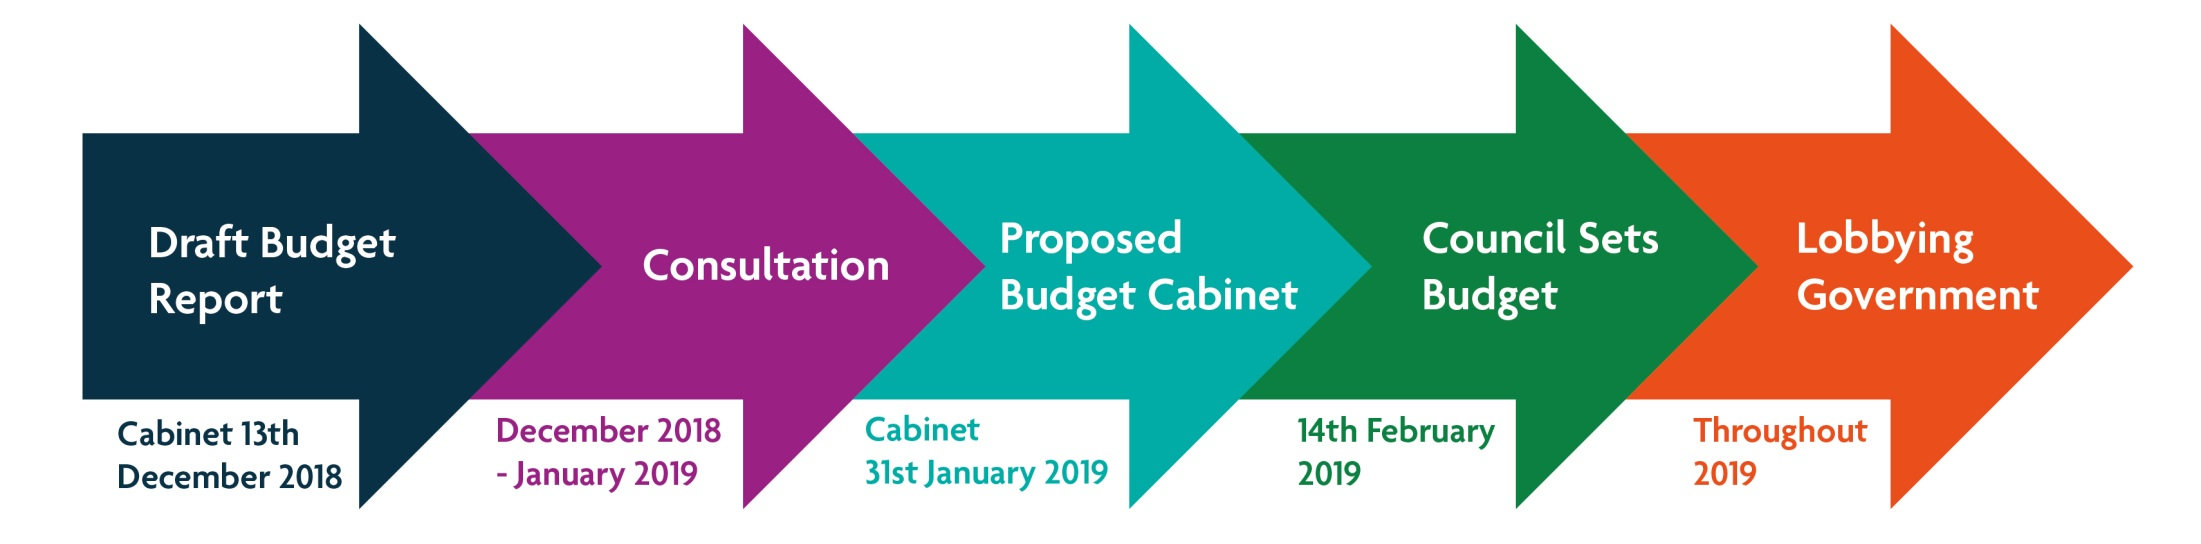 Draft Budget
Report
Cabinet 13th
December 2018
Consultation
December 2018
- January 2019
Proposed
Budget Cabinet
Cabinet
31st January 2019
Council Sets
Budget
14th February
2019
Lobbying
Government
Throughout
2019